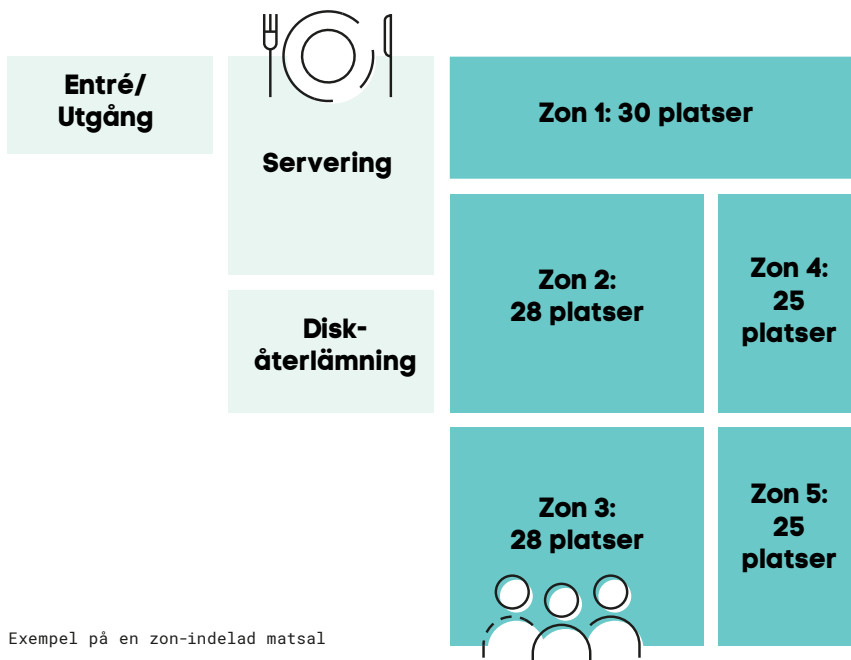 Entré/
Utgång
Servering
Disk-
återlämning
Zon 1: 30 platser
Zon 2:
28 platser
Zon 4:
25
platser
Zon 3:
28 platser
Zon 5:
25
platser
Exempel på en zon-indelad matsal